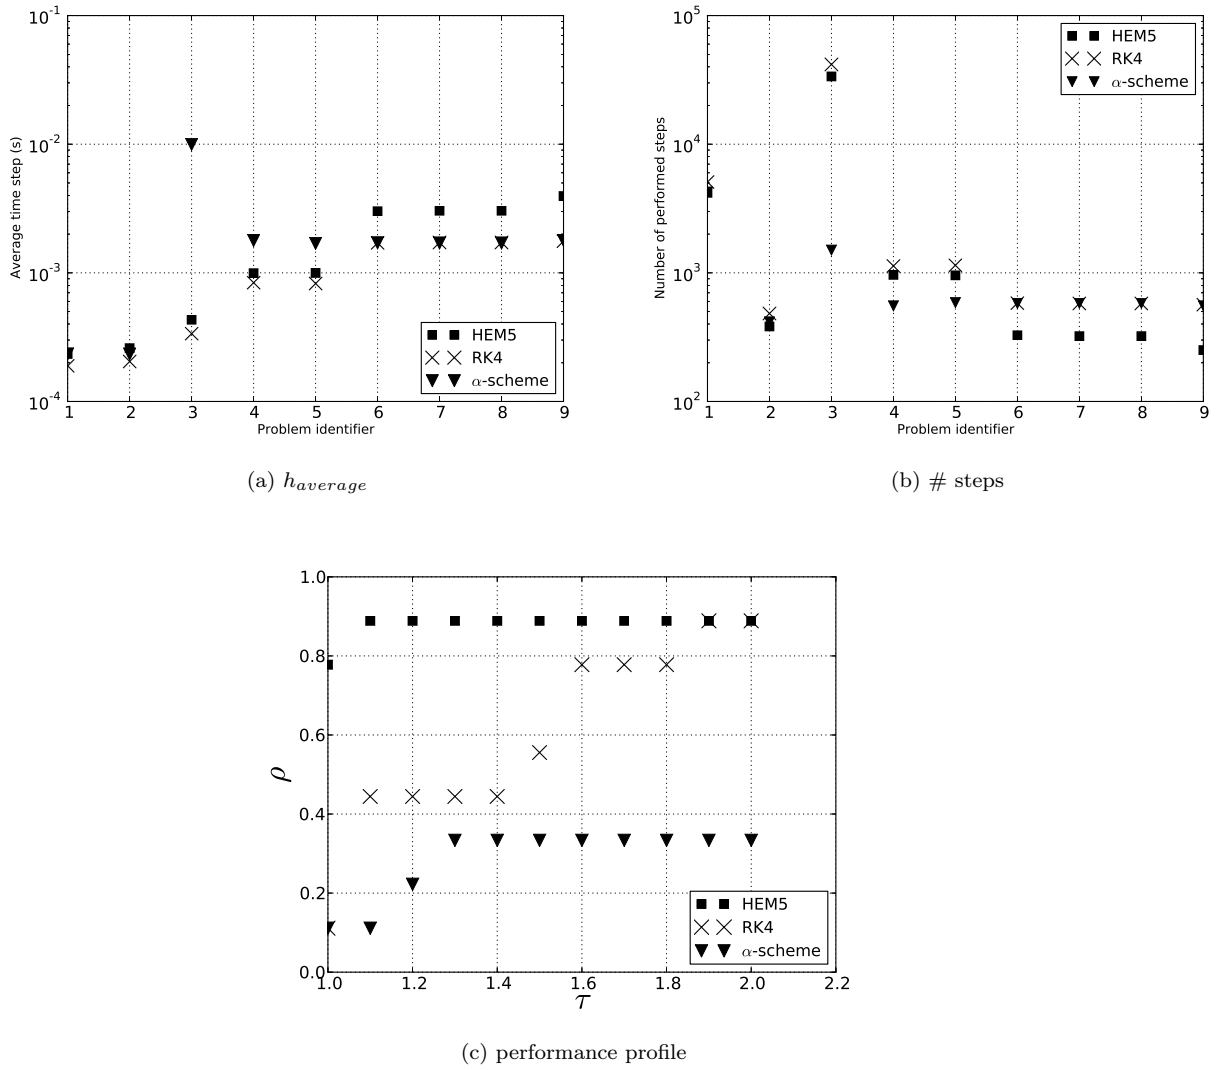 10^-1
10^-2
10^-3
10^-4
Average time step (s)
1 2 3 4 5 6 7 8 9
Problem identifier
HEM5
RK4
α-scheme
(a) h_average
10^5
10^4
10^3
10^2
Number of performed steps
1 2 3 4 5 6 7 8 9
Problem identifier
HEM5
RK4
α-scheme
(b) # steps
1.0
0.8
0.6
0.4
0.2
0.0
ρ
1.0 1.2 1.4 1.6 1.8 2.0 2.2
τ
HEM5
RK4
α-scheme
(c) performance profile